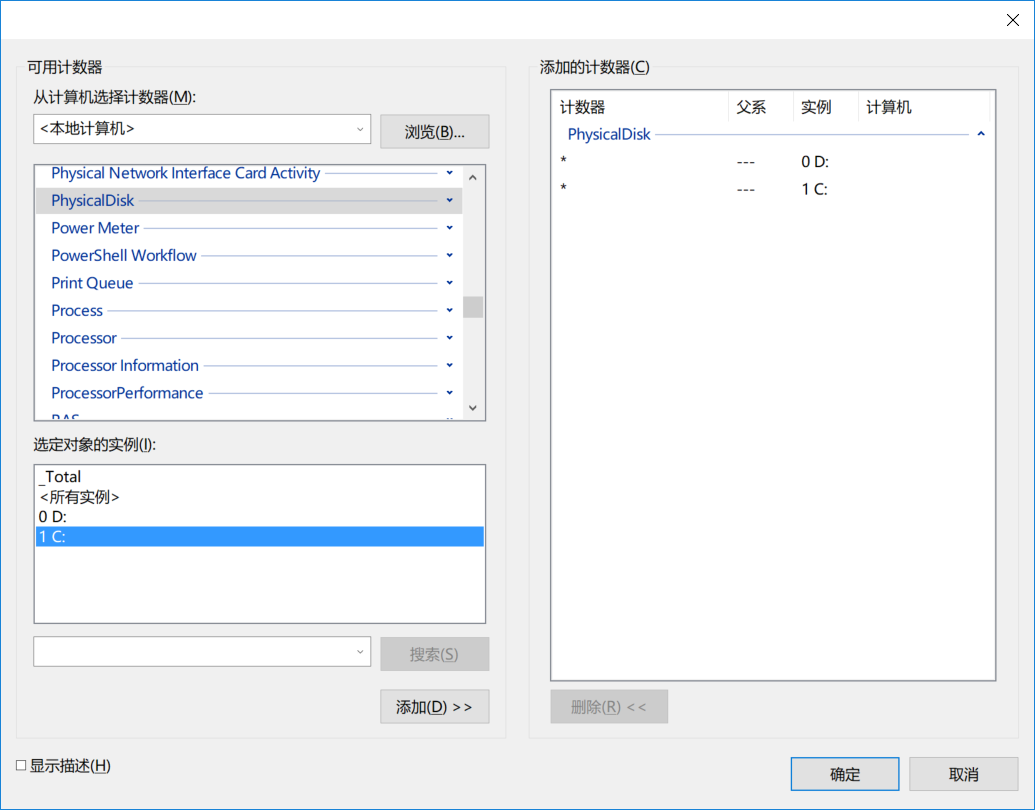 可用计数器
从计算机选择计数器(M):
<本地计算机>
浏览(B)...
Physical Network Interface Card Activity
PhysicalDisk
Power Meter
PowerShell Workflow
Print Queue
Process
Processor
Processor Information
ProcessorPerformance
RAS
选定对象的实例(I):
_Total
<所有实例>
0 D:
1 C:
搜索(S)
添加(D) >>
显示描述(H)
添加的计数器(C)
计数器 父系 实例 计算机
PhysicalDisk
* --- 0 D:
* --- 1 C:
删除(R) <<
确定
取消